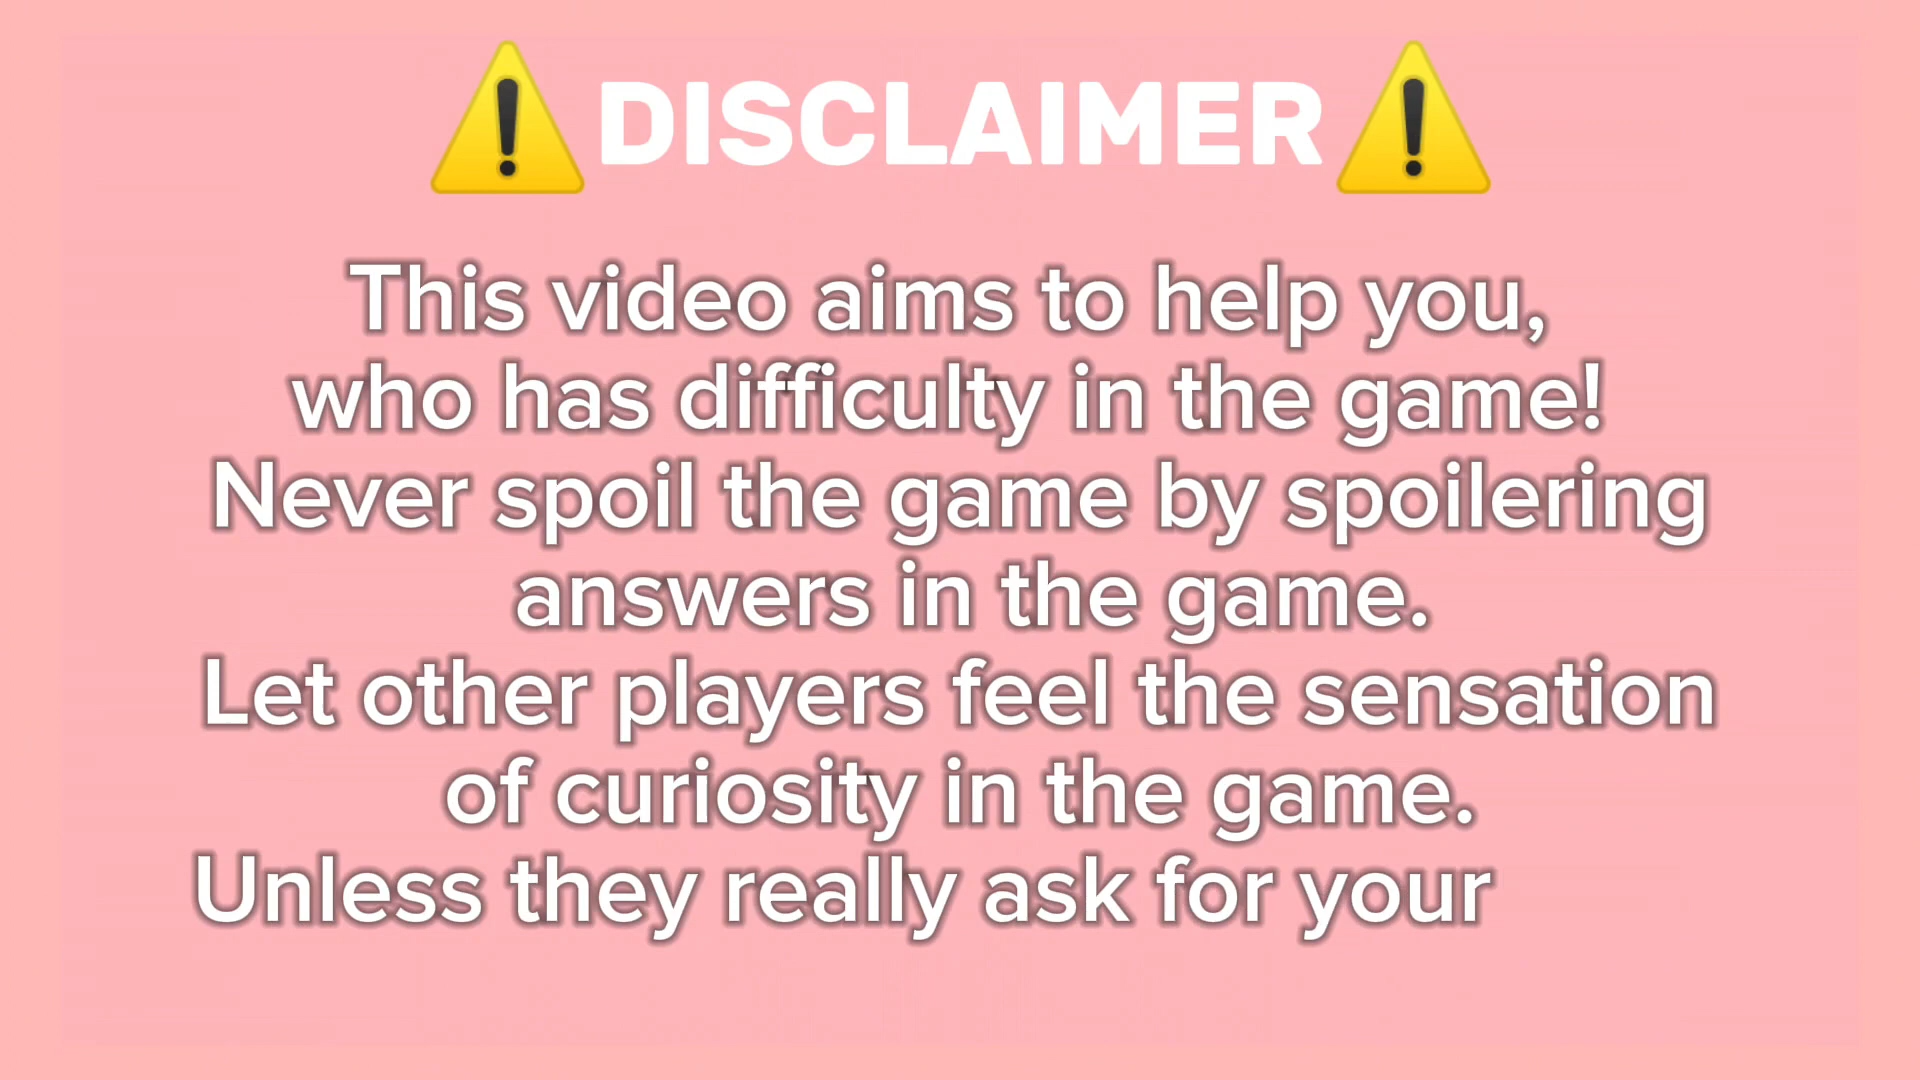 DISCLAIMER
This video aims to help you,
who has difficulty in the game!
Never spoil the game by spoilering
answers in the game.
Let other players feel the sensation
of curiosity in the game.
Unless they really ask for your